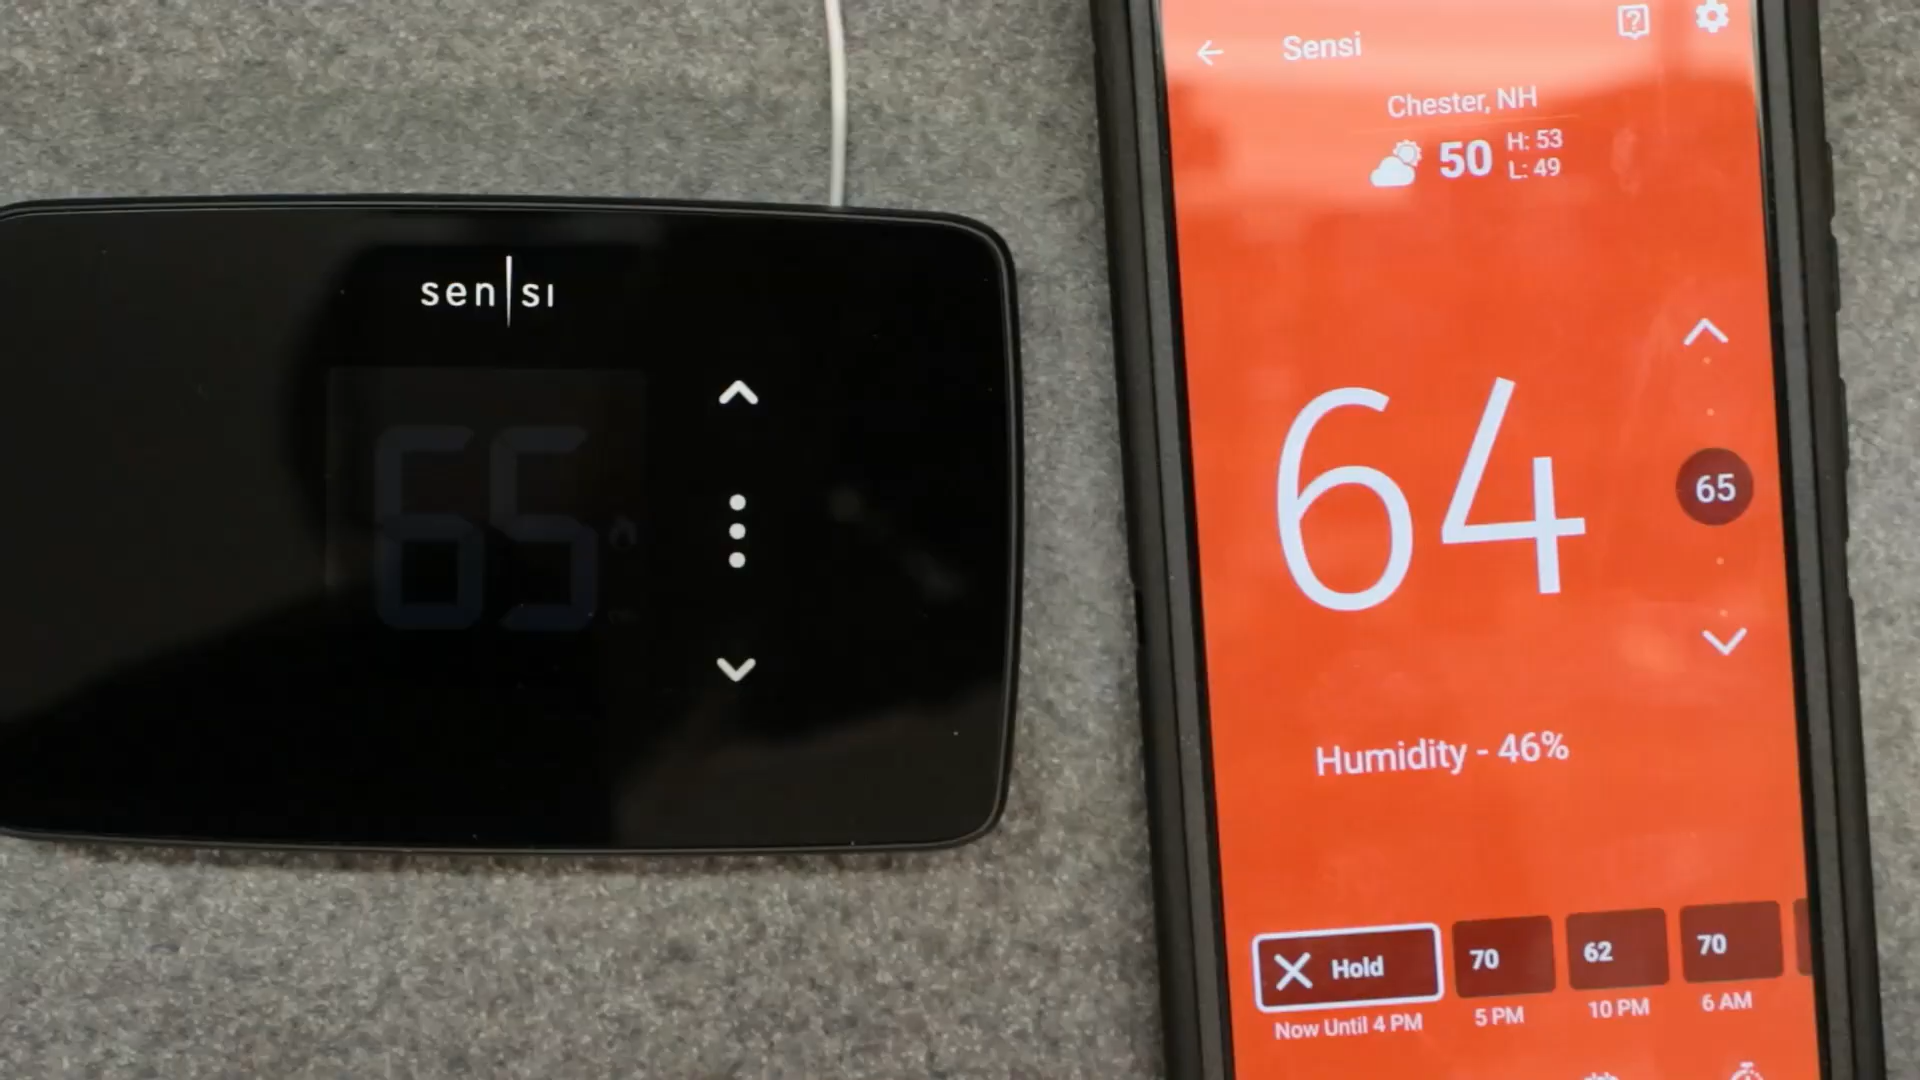 sensi
65
Sensi
Chester, NH
50
H: 53
L: 49
64
65
Humidity - 46%
Hold
70
62
70
Now Until 4 PM
5 PM
10 PM
6 AM